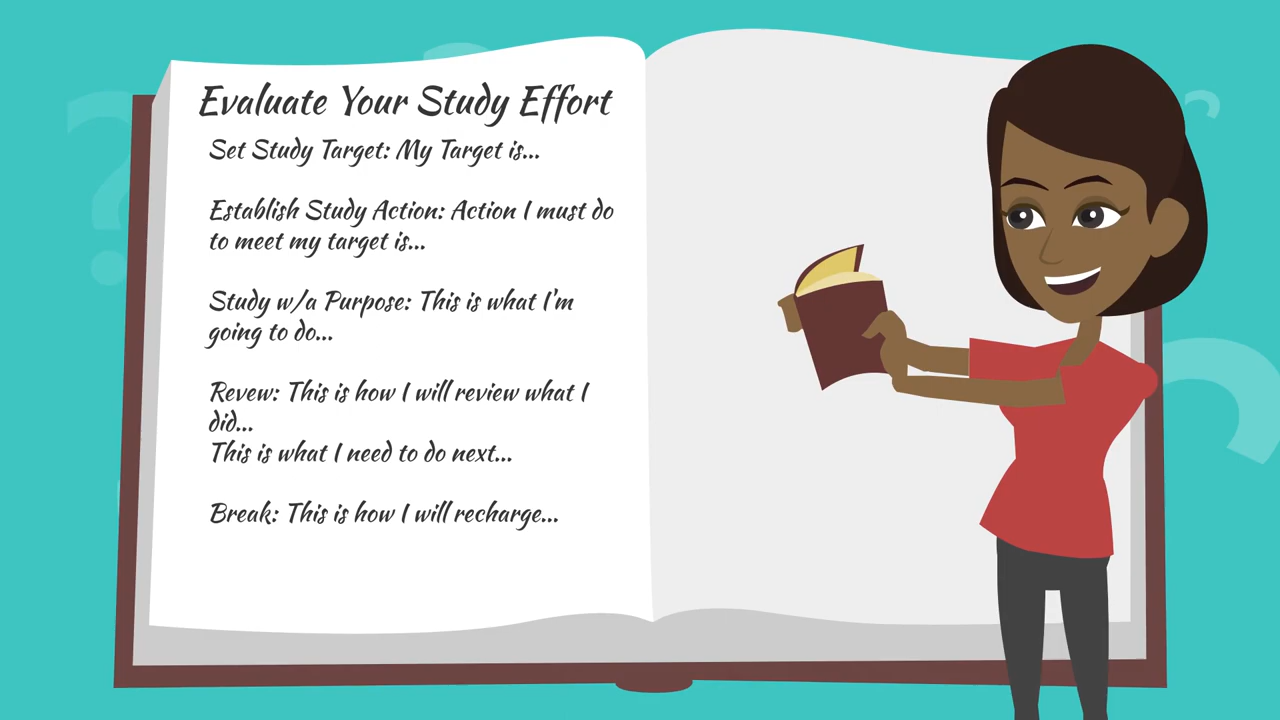 Evaluate Your Study Effort
Set Study Target: My Target is...
Establish Study Action: Action I must do
to meet my target is...
Study w/a Purpose: This is what I'm
going to do...
Revew: This is how I will review what I
did...
This is what I need to do next...
Break: This is how I will recharge...